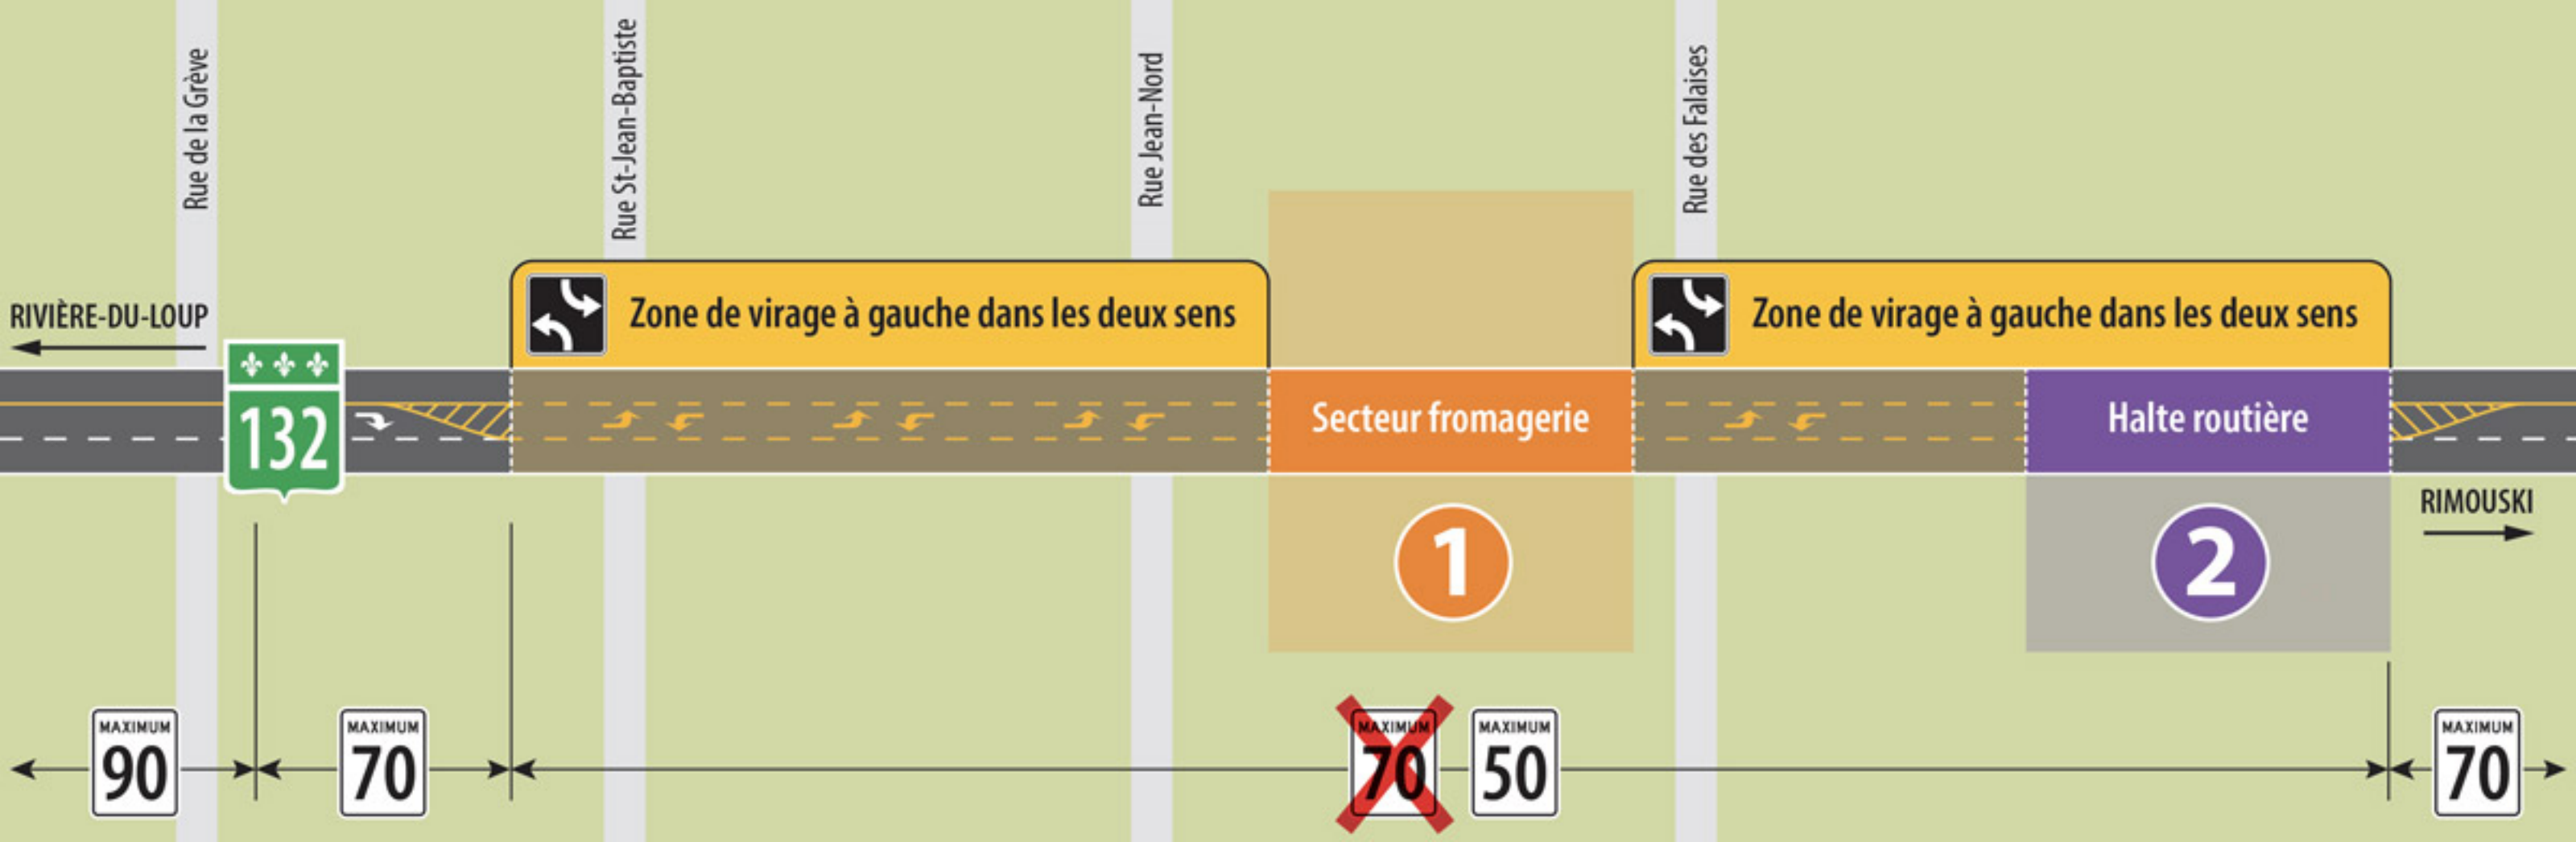 Rue de la Grève
Rue St-Jean-Baptiste
Rue Jean-Nord
Rue des Falaises
RIVIÈRE-DU-LOUP
132
Zone de virage à gauche dans les deux sens
Zone de virage à gauche dans les deux sens
Secteur fromagerie
Halte routière
RIMOUSKI
1
2
MAXIMUM
90
MAXIMUM
70
MAXIMUM
70
MAXIMUM
50
MAXIMUM
70